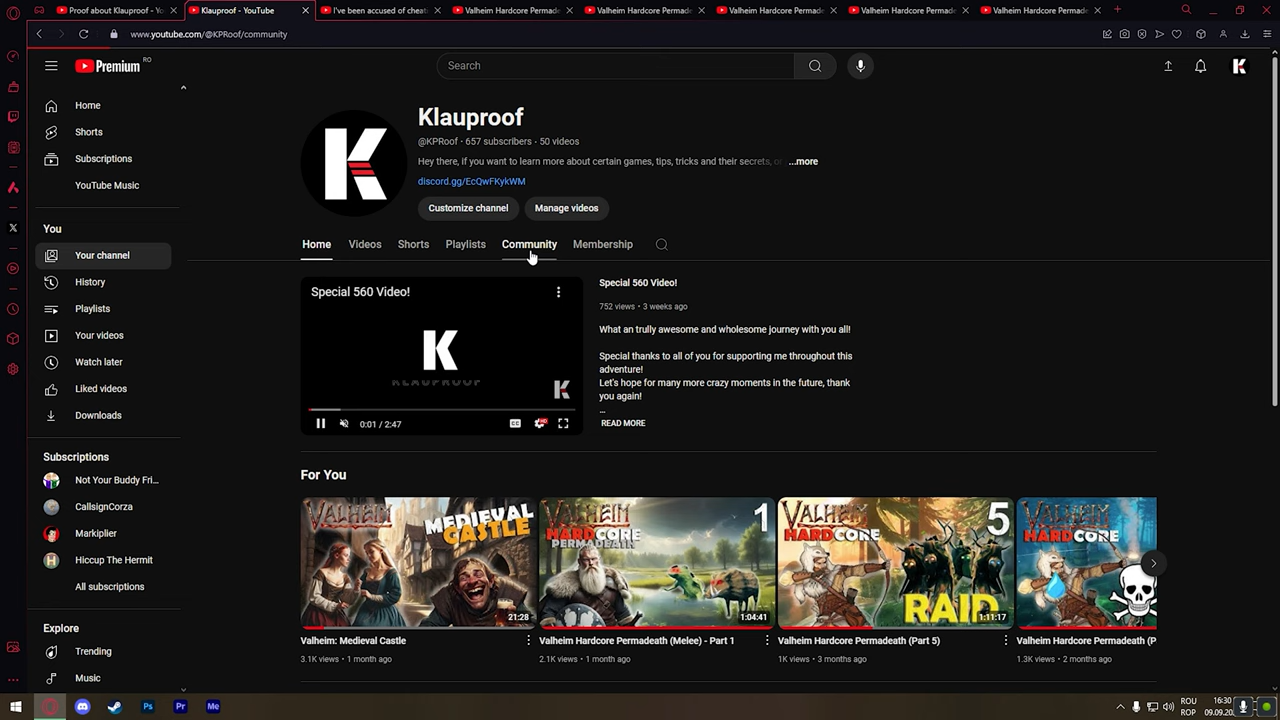 Proof about Klauproof - Yo
Klauproof - YouTube
I've been accused of cheat
Valheim Hardcore Permade
Valheim Hardcore Permade
Valheim Hardcore Permade
Valheim Hardcore Permade
Valheim Hardcore Permade
www.youtube.com/@KPRoof/community
Premium RO
Search
K
Home
Shorts
Subscriptions
YouTube Music
You
Your channel
History
Playlists
Your videos
Watch later
Liked videos
Downloads
Subscriptions
Not Your Buddy Fri...
CallsignCorza
Markiplier
Hiccup The Hermit
All subscriptions
Explore
Trending
Music
K
Klauproof
@KPRoof · 657 subscribers · 50 videos
Hey there, if you want to learn more about certain games, tips, tricks and their secrets, or ...more
discord.gg/EcQwFKykWM
Customize channel
Manage videos
Home
Videos
Shorts
Playlists
Community
Membership
Special 560 Video!
K
KLAUPROOF
K
0:01 / 2:47
HD
Special 560 Video!
752 views • 3 weeks ago
What an trully awesome and wholesome journey with you all!
Special thanks to all of you for supporting me throughout this
adventure!
Let's hope for many more crazy moments in the future, thank
you again!
...
READ MORE
For You
VALHEIM
MEDIEVAL
CASTLE
21:28
VALHEIM
HARDCORE
PERMADEATH
1
1:04:41
VALHEIM
HARDCORE
5
RAID
1:11:17
VALHEIM
HARDCORE
Valheim: Medieval Castle
3.1K views • 1 month ago
Valheim Hardcore Permadeath (Melee) - Part 1
2.1K views • 1 month ago
Valheim Hardcore Permadeath (Part 5)
1K views • 3 months ago
Valheim Hardcore Permadeath (P
1.3K views • 2 months ago
Ps
Pr
Me
ROU
ROP
16:30
09.09.20